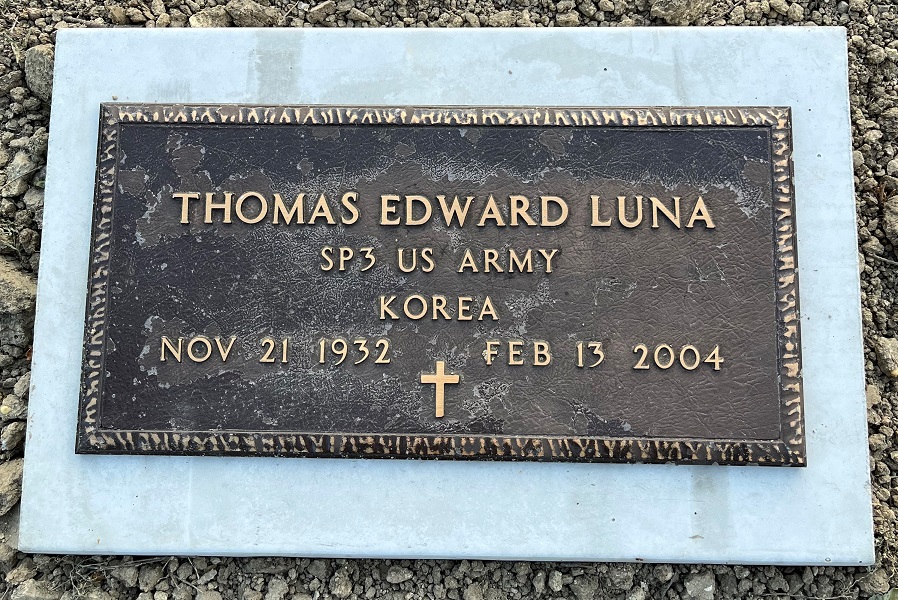 THOMAS EDWARD LUNA
SP3 US ARMY
KOREA
NOV 21 1932 FEB 13 2004